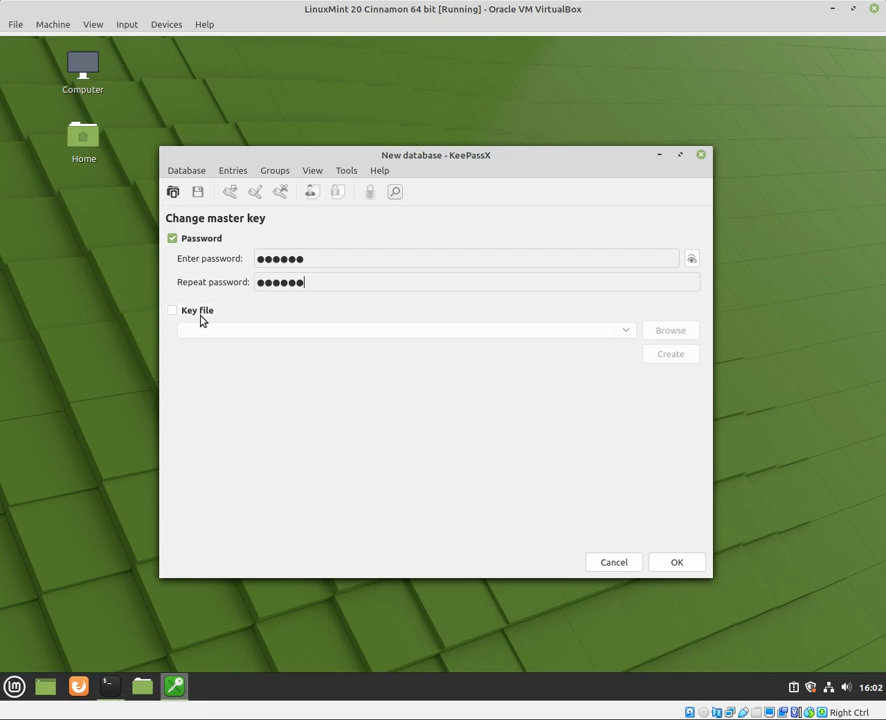 LinuxMint 20 Cinnamon 64 bit [Running] - Oracle VM VirtualBox
File Machine View Input Devices Help
Computer
Home
New database - KeePassX
Database Entries Groups View Tools Help
Change master key
Password
Enter password: ●●●●●●
Repeat password: ●●●●●●
Key file
Browse
Create
Cancel OK
16:02
Right Ctrl